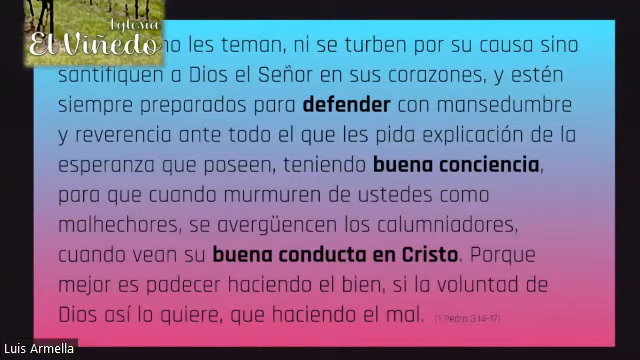 Iglesia
El Viñedo
no les teman, ni se turben por su causa sino
santifiquen a Dios el Señor en sus corazones, y estén
siempre preparados para defender con mansedumbre
y reverencia ante todo el que les pida explicación de la
esperanza que poseen, teniendo buena conciencia,
para que cuando murmuren de ustedes como
malhechores, se avergüencen los calumniadores,
cuando vean su buena conducta en Cristo. Porque
mejor es padecer haciendo el bien, si la voluntad de
Dios así lo quiere, que haciendo el mal. (1 Pedro 3:14-17)
Luis Armella